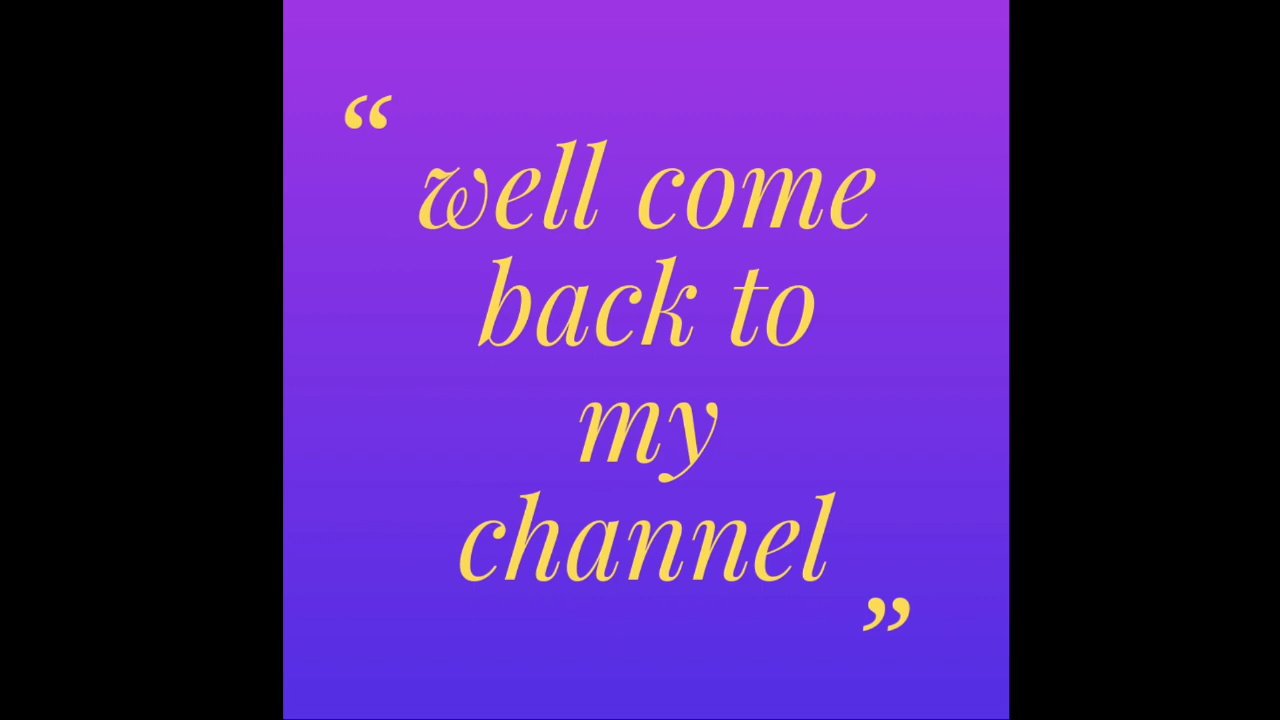 “
well come
back to
my
channel
”